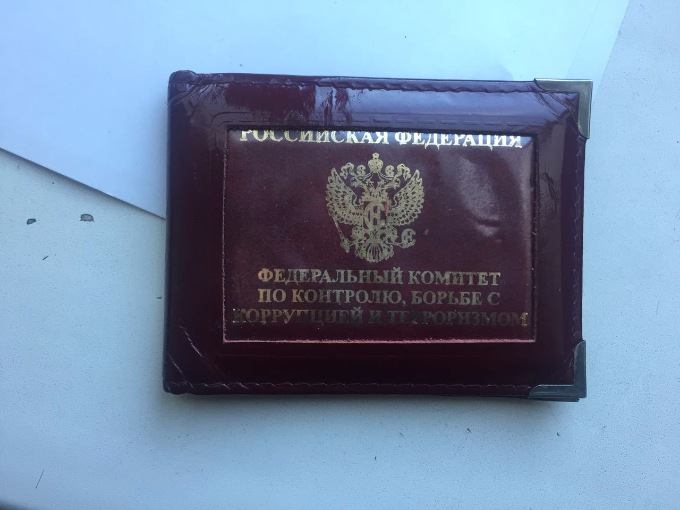 РОССИЙСКАЯ ФЕДЕРАЦИЯ
ФЕДЕРАЛЬНЫЙ КОМИТЕТ
ПО КОНТРОЛЮ, БОРЬБЕ С
КОРРУПЦИЕЙ И ТЕРРОРИЗМОМ